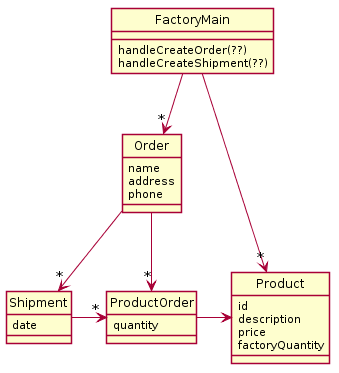 FactoryMain
handleCreateOrder(??)
handleCreateShipment(??)
*
Order
name
address
phone
*
*
*
Shipment
date
*
ProductOrder
quantity
Product
id
description
price
factoryQuantity